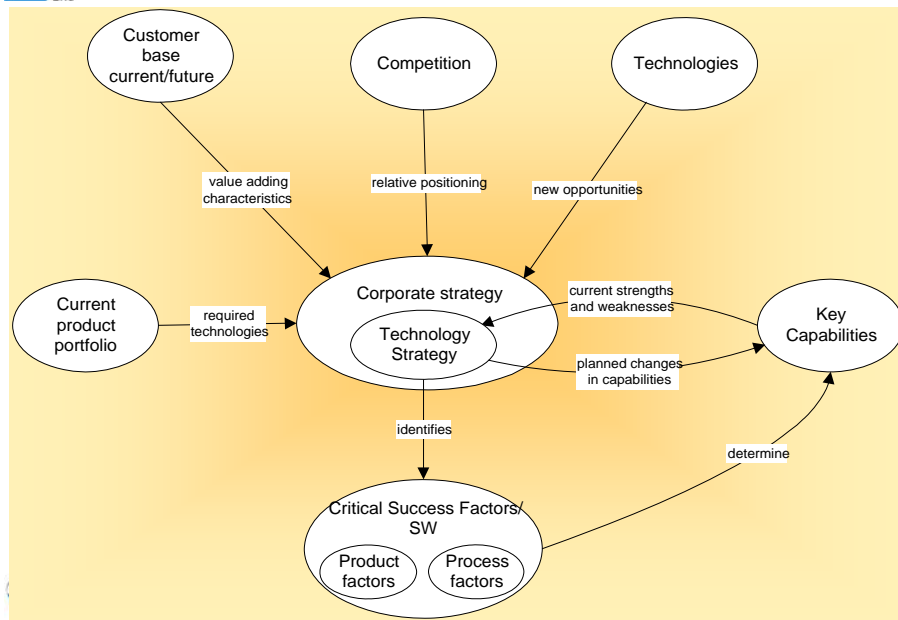 Customer
base
current/future
Competition
Technologies
value adding
characteristics
relative positioning
new opportunities
Current
product
portfolio
required
technologies
Corporate strategy
Technology
Strategy
current strengths
and weaknesses
planned changes
in capabilities
Key
Capabilities
identifies
determine
Critical Success Factors/
SW
Product
factors
Process
factors